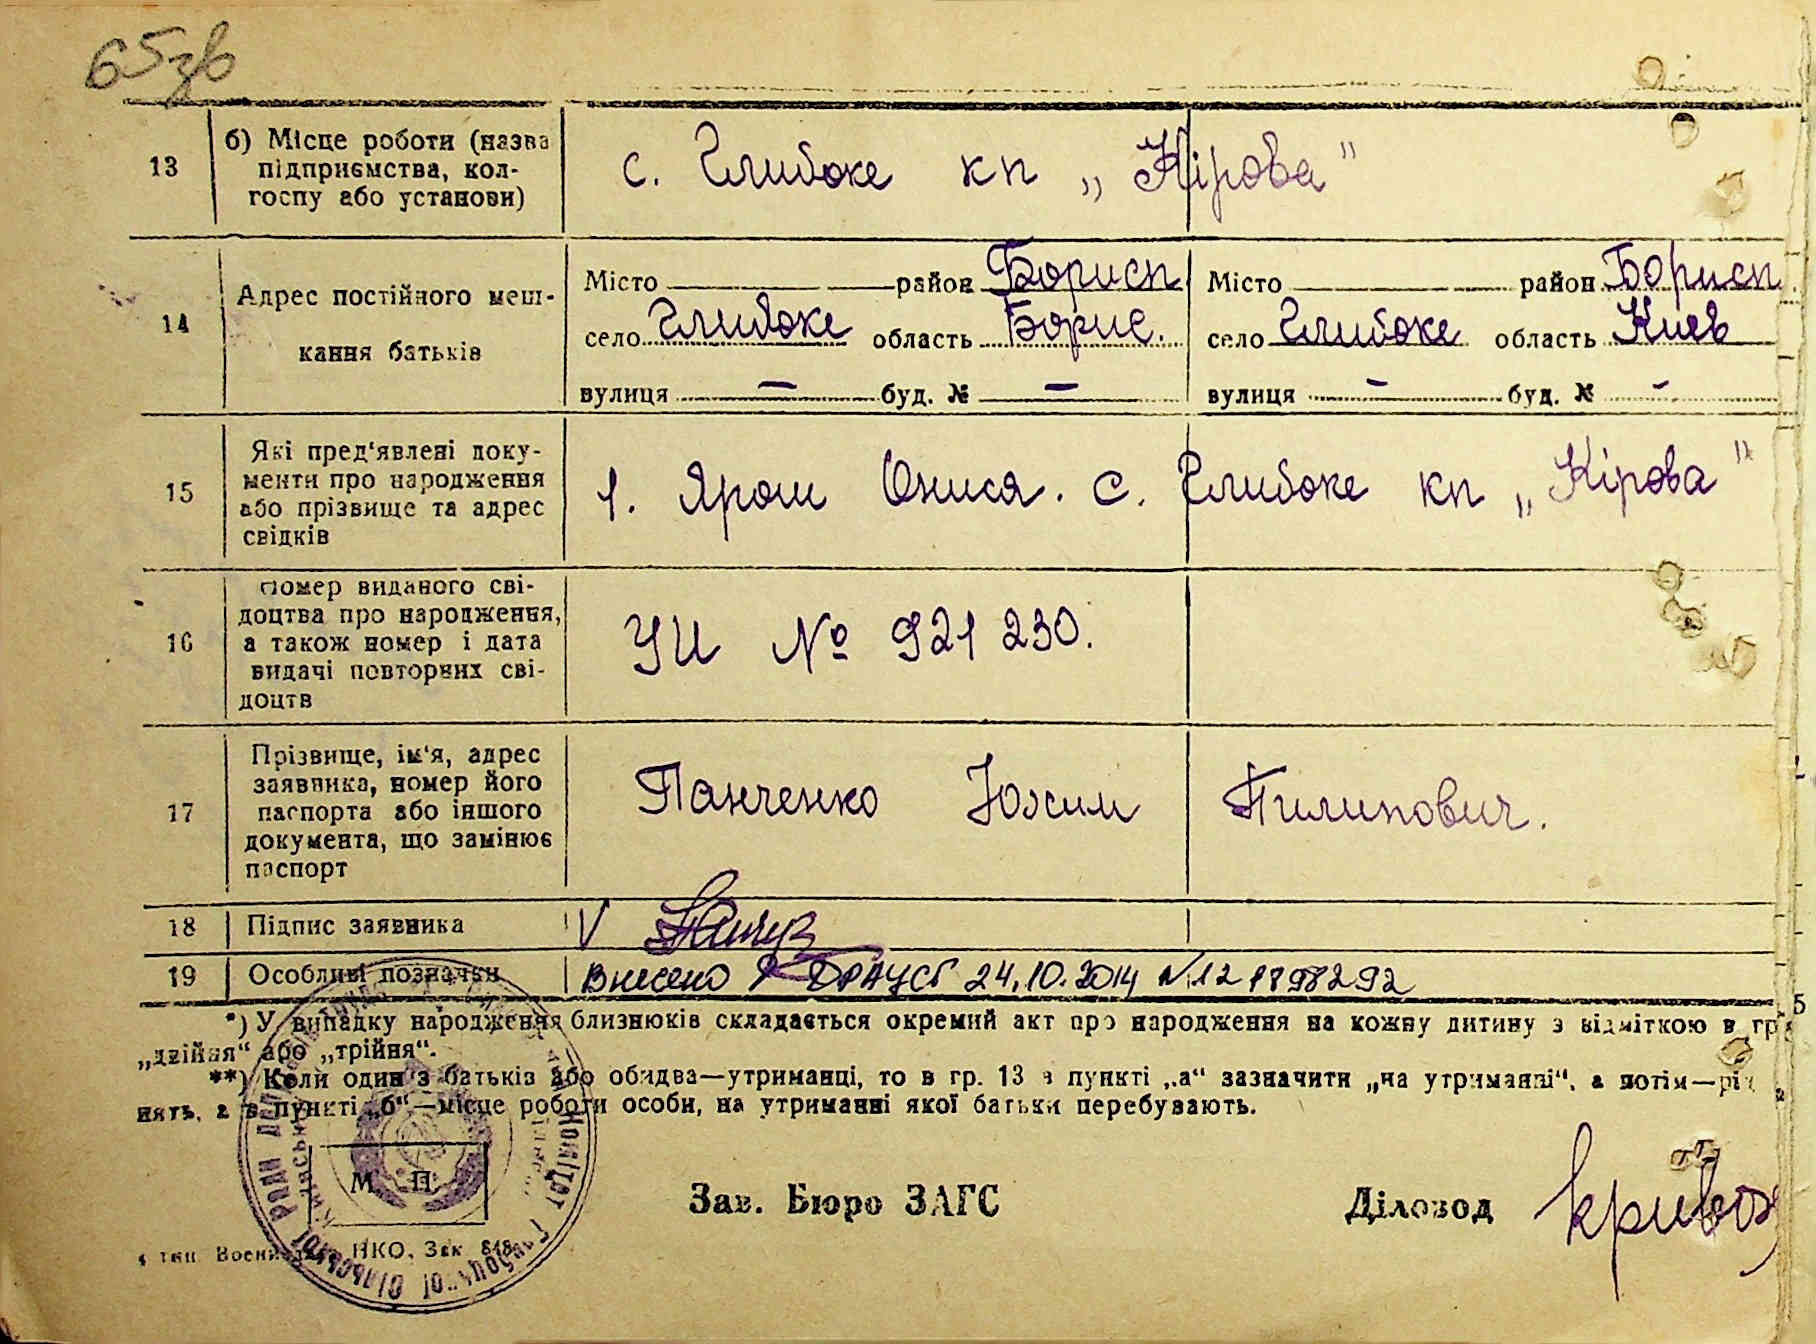 65зв
13 б) Місце роботи (назва
підприємства, кол-
госпу або установи)
с. Глибоке кп „Кірова"
14 Адрес постійного меш-
кання батьків
Місто район Борисп Місто район Борисп
село Глибоке область Борис. село Глибоке область Киев
вулиця — буд. № — вулиця — буд. № -
15 Які пред'явлені доку-
менти про народження
або прізвище та адрес
свідків
1. Ярош Онися. с. Глибоке кп „Кірова"
16 Номер виданого сві-
доцтва про народження,
а також номер і дата
видачі повторних сві-
доцтв
УЦ № 921230.
17 Прізвище, ім'я, адрес
заявника, номер його
паспорта або іншого
документа, що замінює
паспорт
Панченко Юхим Пилипович.
18 Підпис заявника V
19 Особливі позначки Внесено ДРАЦСГ 24.10.2014 №12
*) У випадку народження близнюків складається окремий акт про народження на кожну дитину з відміткою в гр
„двійня" або „трійня".
**) Коли один з батьків або обидва—утриманці, то в гр. 13 в пункті „а" зазначити „на утриманні", а потім—
нять, а в пункті „б"—місце роботи особи, на утриманні якої батьки перебувають.
М. П.
Зав. Бюро ЗАГС Діловод
НКО, Зак 848